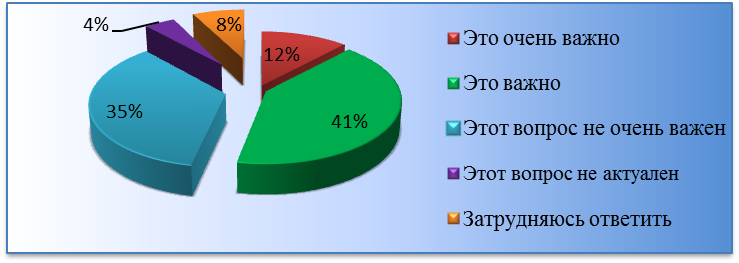 4%
8%
12%
35%
41%
Это очень важно
Это важно
Этот вопрос не очень важен
Этот вопрос не актуален
Затрудняюсь ответить